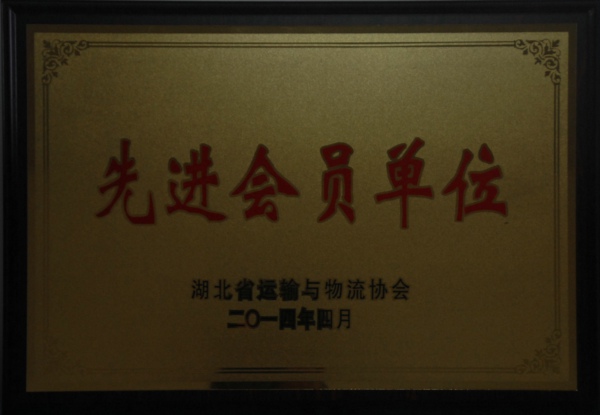 先进会员单位
湖北省运输与物流协会
二〇一四年四月